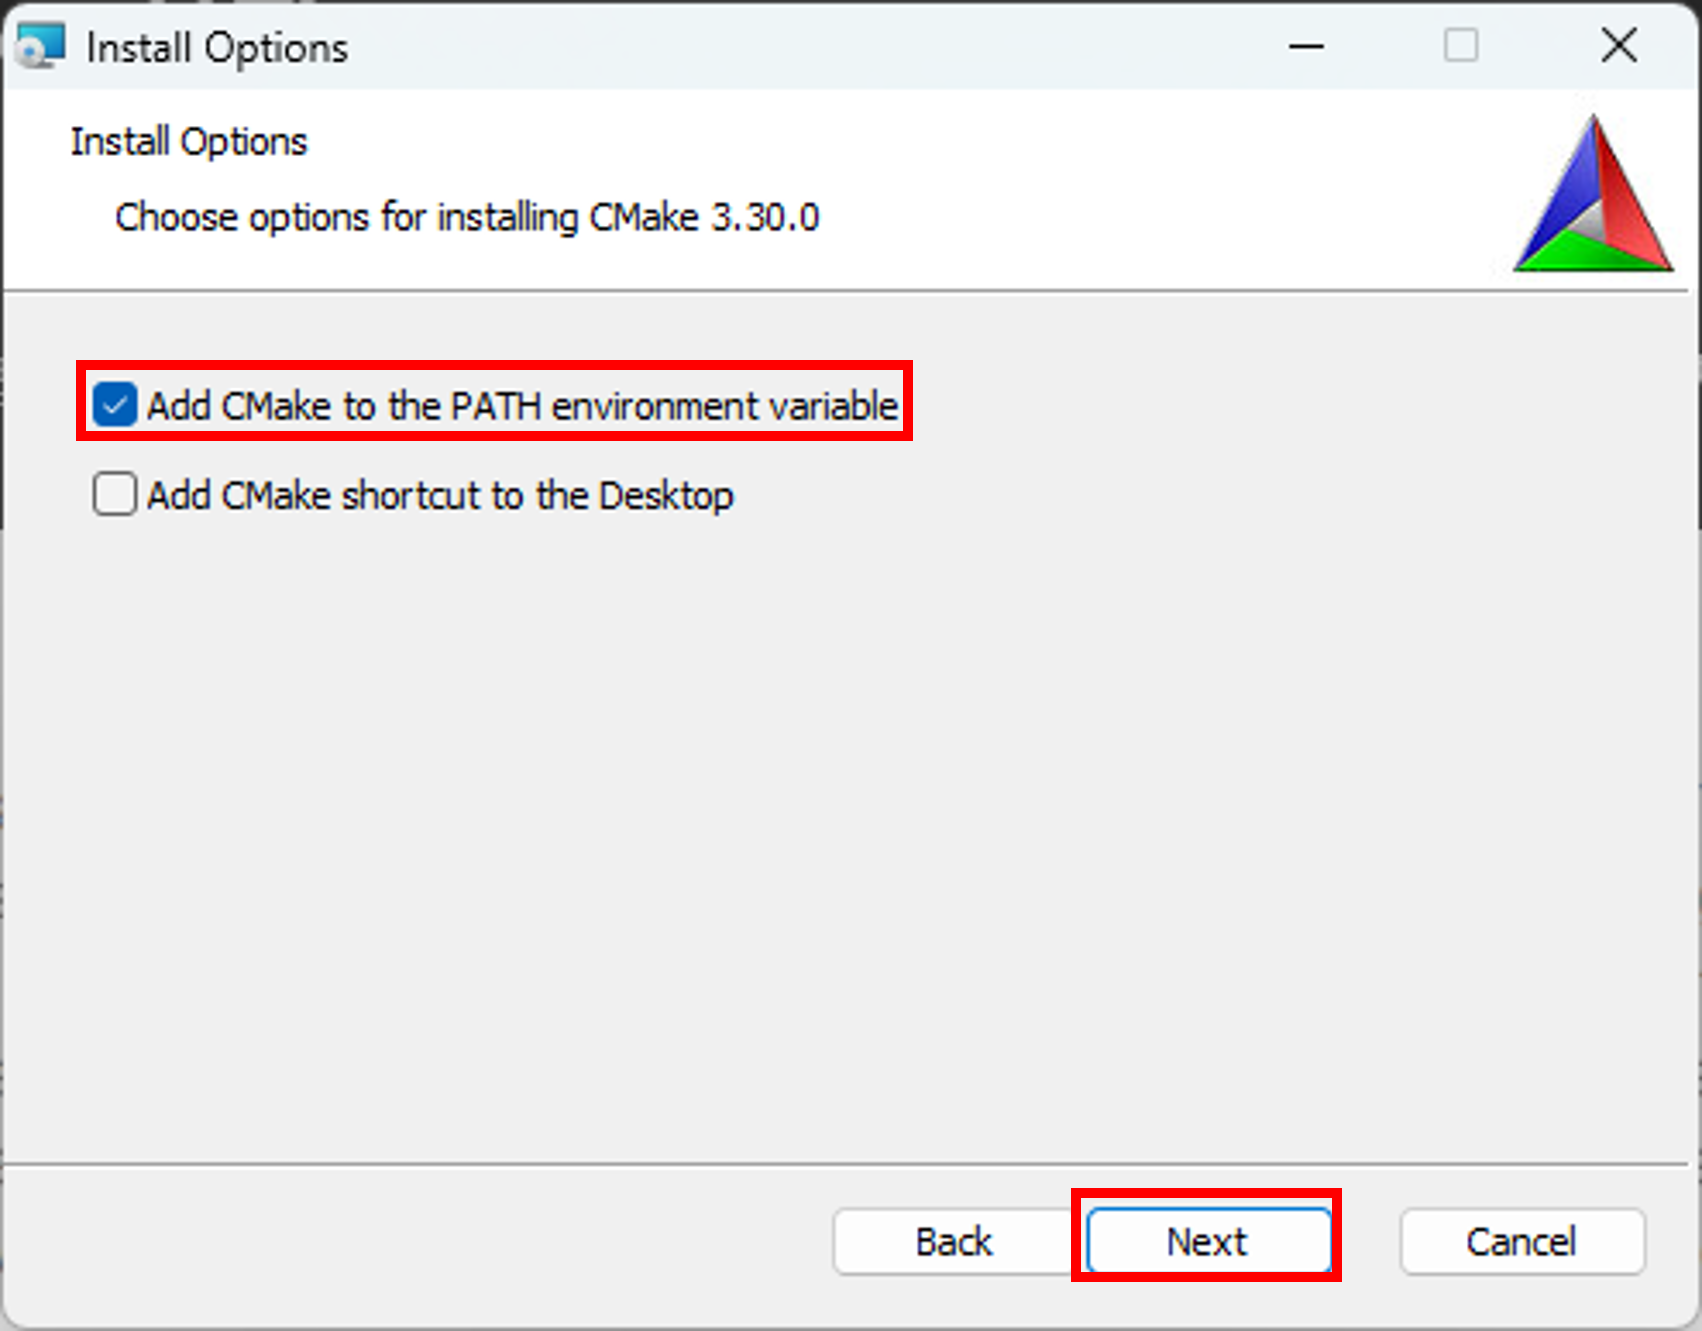 Install Options
Install Options
Choose options for installing CMake 3.30.0
Add CMake to the PATH environment variable
Add CMake shortcut to the Desktop
Back
Next
Cancel